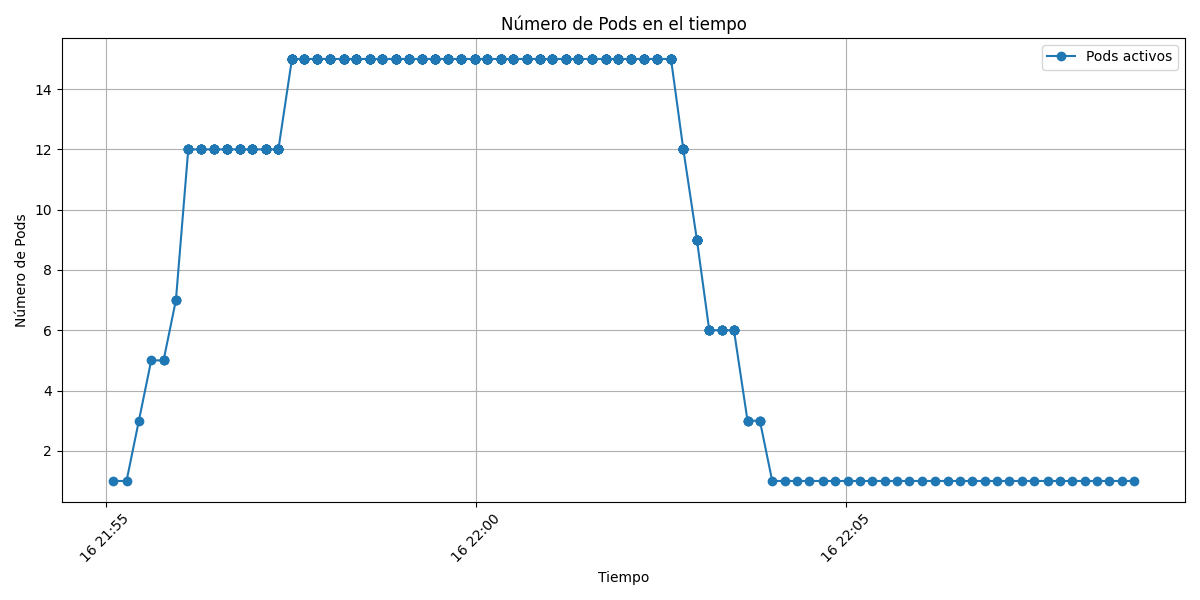 Número de Pods en el tiempo
Pods activos
Número de Pods
14
12
10
8
6
4
2
16 21:55
16 22:00
16 22:05
Tiempo